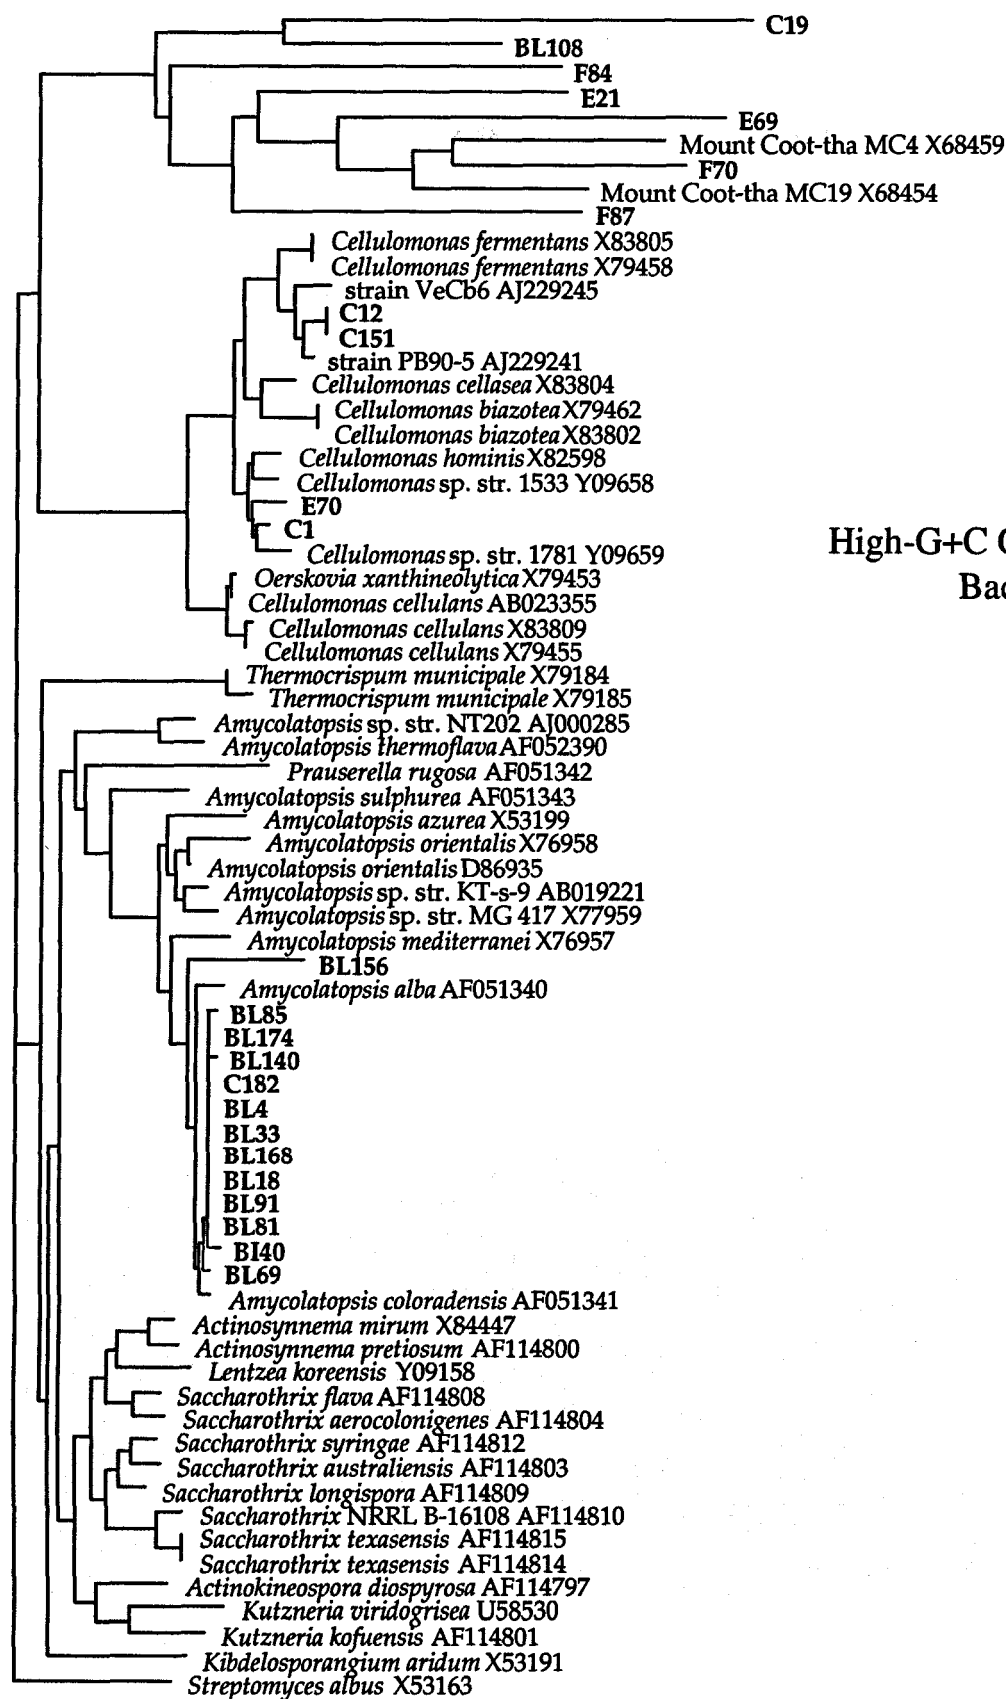 C19
BL108
F84
E21
E69
Mount Coot-tha MC4 X68459
F70
Mount Coot-tha MC19 X68454
F87
Cellulomonas fermentans X83805
Cellulomonas fermentans X79458
strain VeCb6 AJ229245
C12
C151
strain PB90-5 AJ229241
Cellulomonas cellasea X83804
Cellulomonas biazotea X79462
Cellulomonas biazotea X83802
Cellulomonas hominis X82598
Cellulomonas sp. str. 1533 Y09658
E70
C1
High-G+C
Cellulomonas sp. str. 1781 Y09659
Oerskovia xanthineolytica X79453
Cellulomonas cellulans AB023355
Cellulomonas cellulans X83809
Cellulomonas cellulans X79455
Thermocrispum municipale X79184
Thermocrispum municipale X79185
Amycolatopsis sp. str. NT202 AJ000285
Amycolatopsis thermoflava AF052390
Prauserella rugosa AF051342
Amycolatopsis sulphurea AF051343
Amycolatopsis azurea X53199
Amycolatopsis orientalis X76958
Amycolatopsis orientalis D86935
Amycolatopsis sp. str. KT-s-9 AB019221
Amycolatopsis sp. str. MG 417 X77959
Amycolatopsis mediterranei X76957
BL156
Amycolatopsis alba AF051340
BL85
BL174
BL140
C182
BL4
BL33
BL168
BL18
BL91
BL81
BI40
BL69
Amycolatopsis coloradensis AF051341
Actinosynnema mirum X84447
Actinosynnema pretiosum AF114800
Lentzea koreensis Y09158
Saccharothrix flava AF114808
Saccharothrix aerocolonigenes AF114804
Saccharothrix syringae AF114812
Saccharothrix australiensis AF114803
Saccharothrix longispora AF114809
Saccharothrix NRRL B-16108 AF114810
Saccharothrix texasensis AF114815
Saccharothrix texasensis AF114814
Actinokineospora diospyrosa AF114797
Kutzneria viridogrisea U58530
Kutzneria kofuensis AF114801
Kibdelosporangium aridum X53191
Streptomyces albus X53163